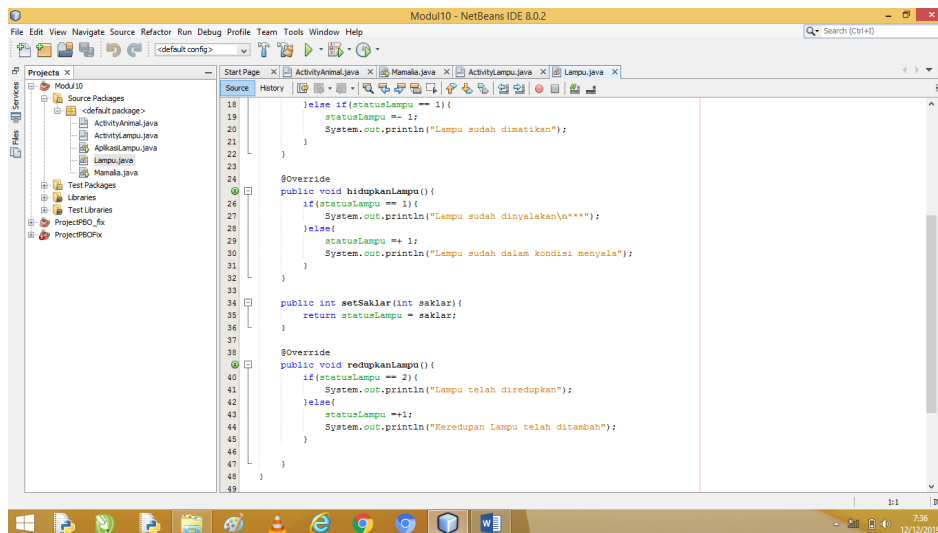 Modul10 - NetBeans IDE 8.0.2
File Edit View Navigate Source Refactor Run Debug Profile Team Tools Window Help
Search (Ctrl+I)
<default config>
Projects
Services
Files
Modul10
Source Packages
<default package>
ActivityAnimal.java
ActivityLampu.java
AplikasiLampu.java
Lampu.java
Mamalia.java
Test Packages
Libraries
Test Libraries
ProjectPBO_fix
ProjectPBOFix
Start Page ActivityAnimal.java Mamalia.java ActivityLampu.java Lampu.java
Source History
18 }else if(statusLampu == 1){
19 statusLampu =- 1;
20 System.out.println("Lampu sudah dimatikan");
21 }
22 }
23
24 @Override
public void hidupkanLampu(){
26 if(statusLampu == 1){
27 System.out.println("Lampu sudah dinyalakan\n***");
28 }else{
29 statusLampu =+ 1;
30 System.out.println("Lampu sudah dalam kondisi menyala");
31 }
32 }
33
34 public int setSaklar(int saklar){
35 return statusLampu = saklar;
36 }
37
38 @Override
public void redupkanLampu(){
40 if(statusLampu == 2){
41 System.out.println("Lampu telah diredupkan");
42 }else{
43 statusLampu =+1;
44 System.out.println("Keredupan Lampu telah ditambah");
45 }
46
47 }
48 }
49
1:1
7:36
12/12/2019